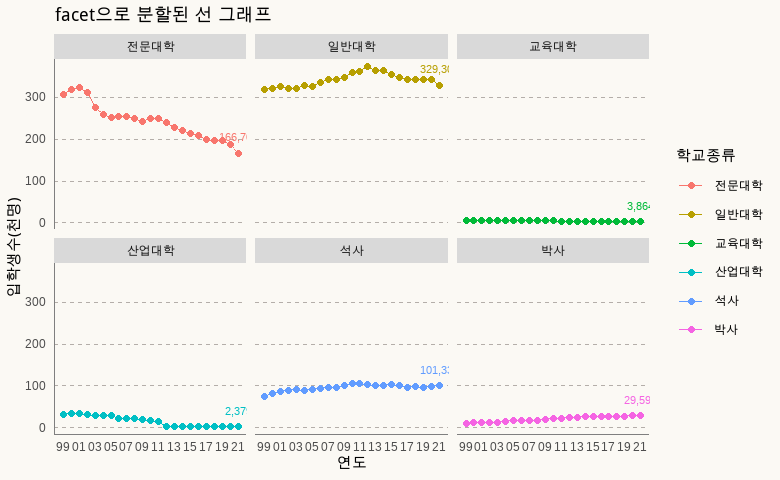 facet으로 분할된 선 그래프
전문대학 일반대학 교육대학
300
200
100
0
166,7
329,30
3,864
산업대학 석사 박사
300
200
100
0
2,37
101,33
29,59
99 01 03 05 07 09 11 13 15 17 19 21 99 01 03 05 07 09 11 13 15 17 19 21 99 01 03 05 07 09 11 13 15 17 19 21
연도
입학생수(천명)
학교종류
전문대학
일반대학
교육대학
산업대학
석사
박사